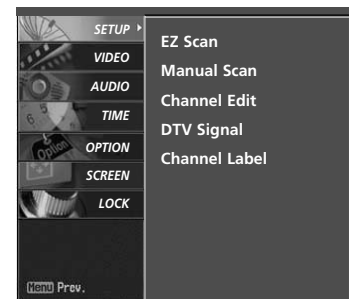 SETUP
VIDEO
AUDIO
TIME
OPTION
SCREEN
LOCK
Menu Prev.
EZ Scan
Manual Scan
Channel Edit
DTV Signal
Channel Label